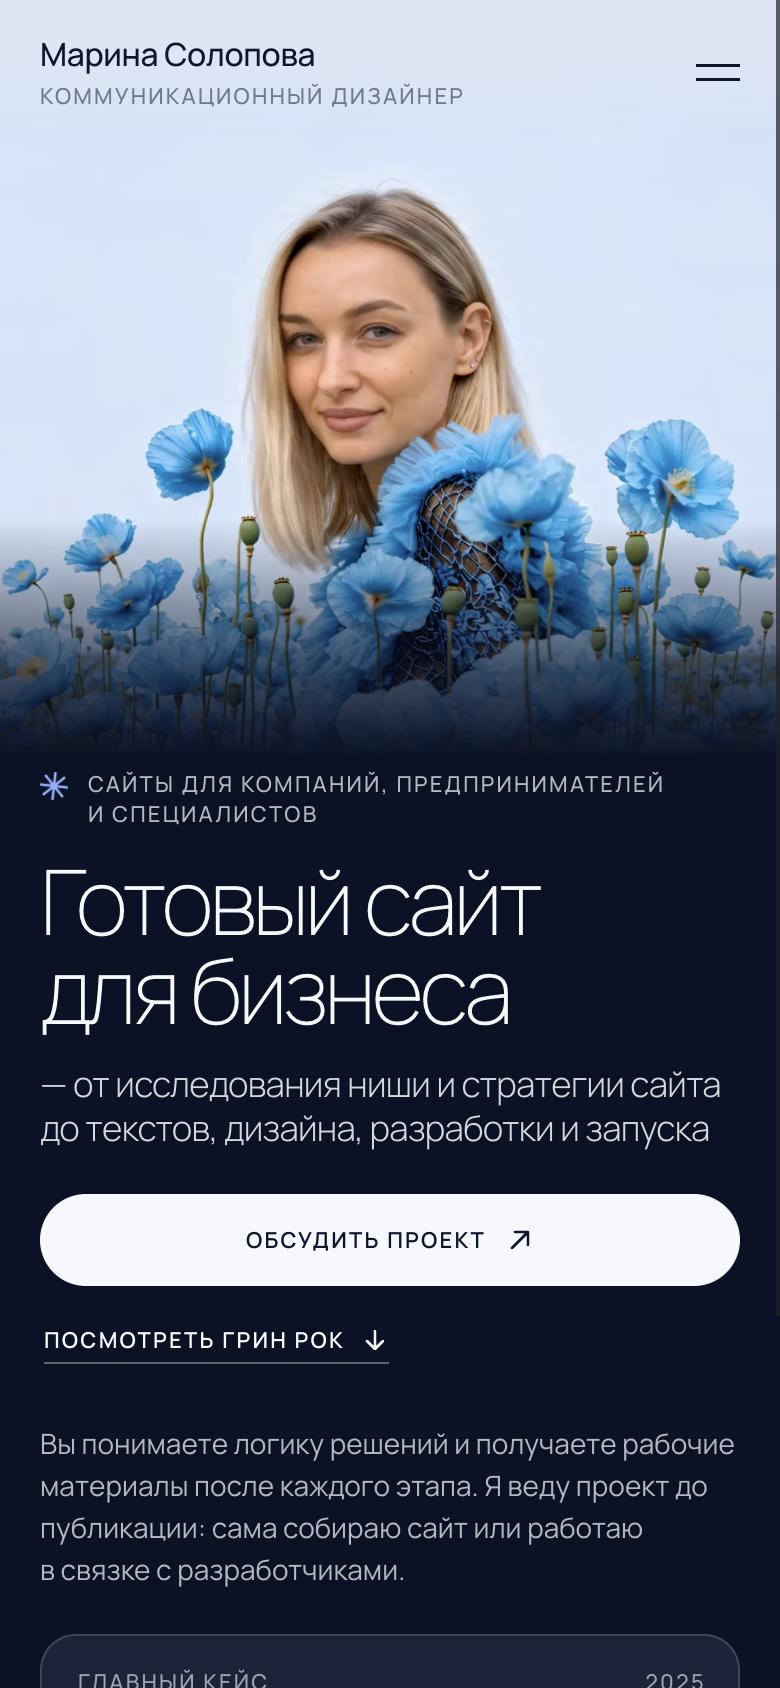 Марина Солопова
КОММУНИКАЦИОННЫЙ ДИЗАЙНЕР
САЙТЫ ДЛЯ КОМПАНИЙ, ПРЕДПРИНИМАТЕЛЕЙ
И СПЕЦИАЛИСТОВ
Готовый сайт
для бизнеса
— от исследования ниши и стратегии сайта
до текстов, дизайна, разработки и запуска
ОБСУДИТЬ ПРОЕКТ
ПОСМОТРЕТЬ ГРИН РОК
Вы понимаете логику решений и получаете рабочие
материалы после каждого этапа. Я веду проект до
публикации: сама собираю сайт или работаю
в связке с разработчиками.
ГЛАВНЫЙ КЕЙС 2025